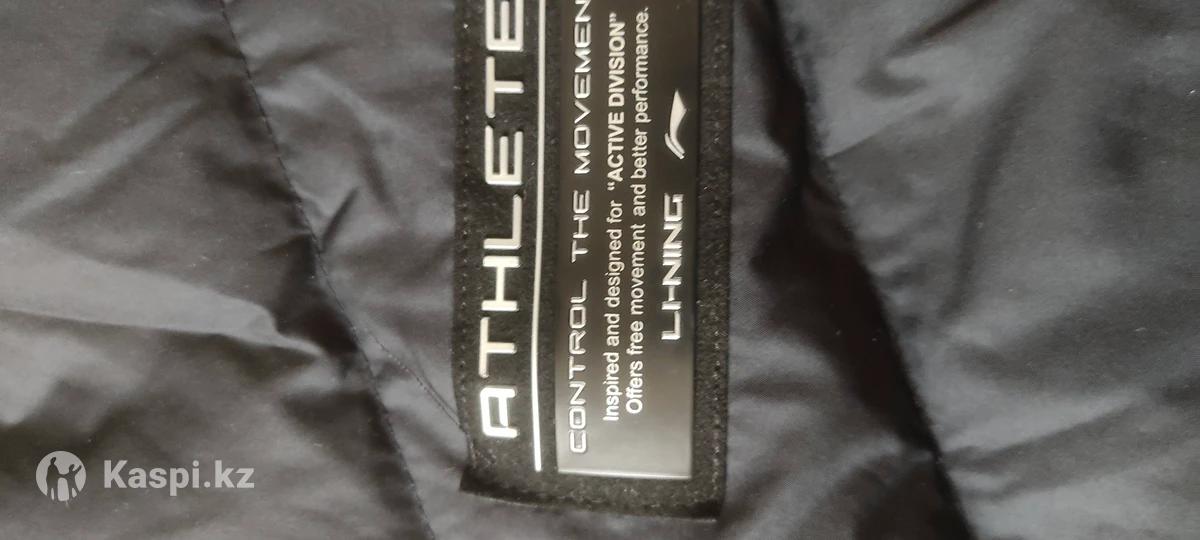 ATHLETE
CONTROL THE MOVEMEN
Inspired and designed for "ACTIVE DIVISION"
Offers free movement and better performance.
LI-NING
Kaspi.kz